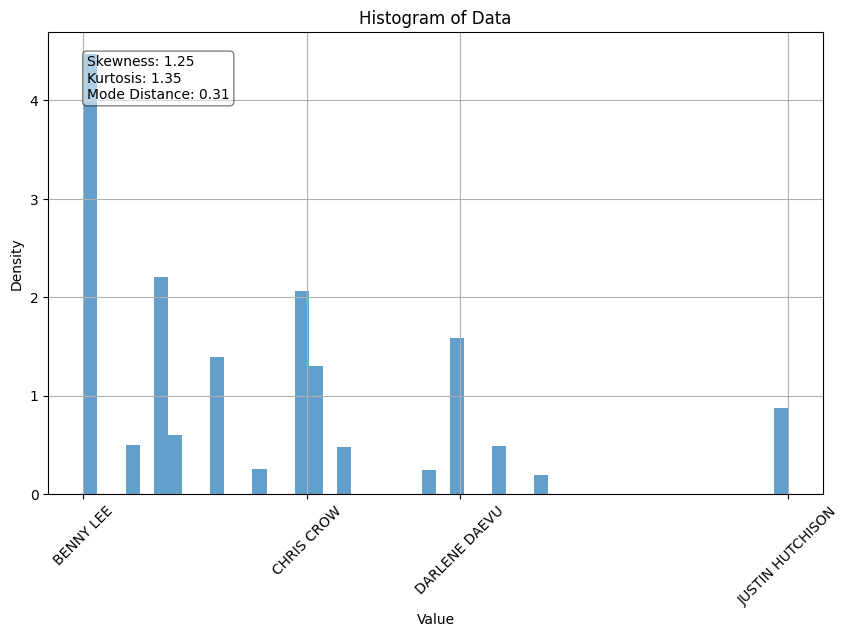 Histogram of Data
Skewness: 1.25
Kurtosis: 1.35
Mode Distance: 0.31
4
3
2
1
0
Density
BENNY LEE
CHRIS CROW
DARLENE DAEVU
JUSTIN HUTCHISON
Value